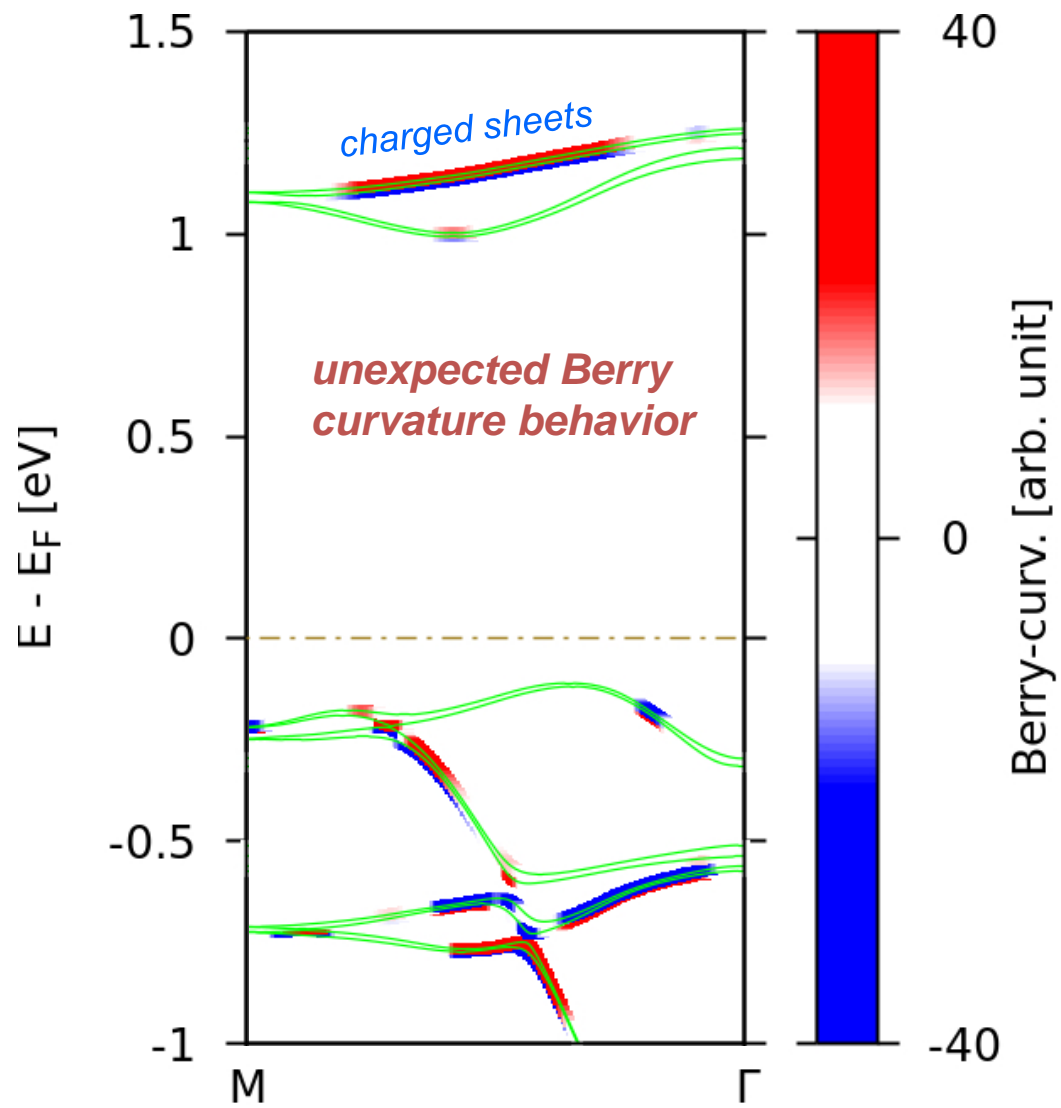 1.5
40
charged sheets
1
unexpected Berry
curvature behavior
0.5
E - EF [eV]
0
0
Berry-curv. [arb. unit]
-0.5
-1
-40
M
Γ